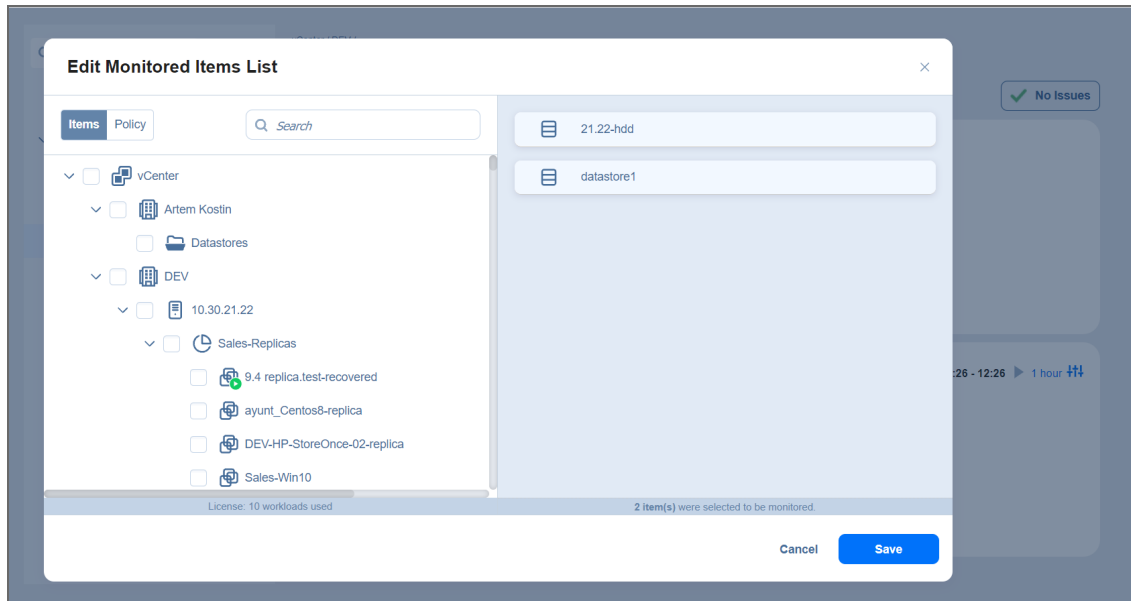 vCenter / DEV /
Edit Monitored Items List
No Issues
Items
Policy
Search
21.22-hdd
datastore1
vCenter
Artem Kostin
Datastores
DEV
10.30.21.22
Sales-Replicas
9.4 replica.test-recovered
ayunt_Centos8-replica
DEV-HP-StoreOnce-02-replica
Sales-Win10
:26 - 12:26
1 hour
License: 10 workloads used
2 item(s) were selected to be monitored.
Cancel
Save